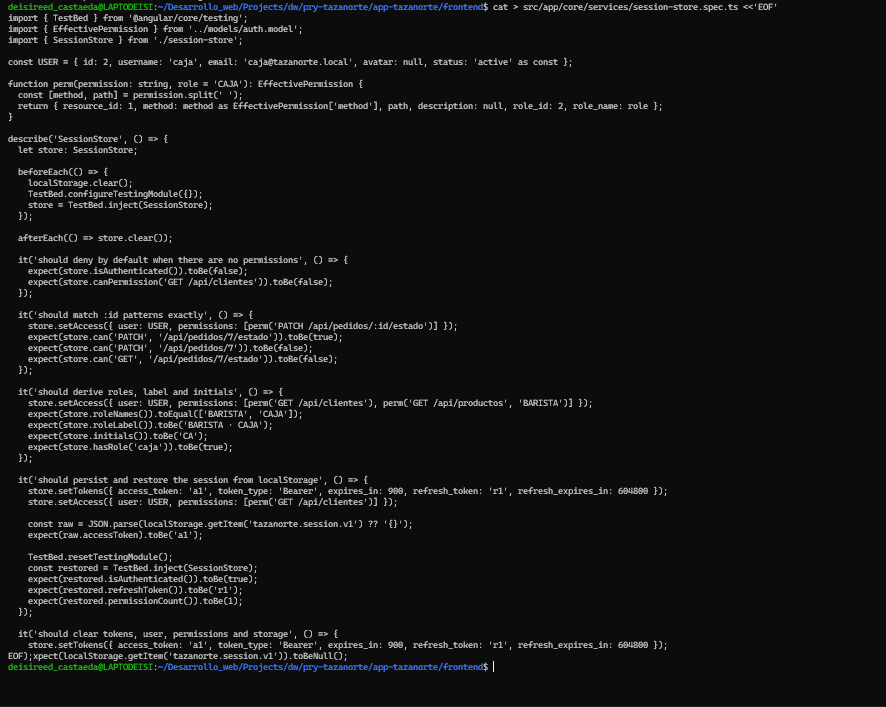 deisireed_castaeda@LAPTODEISI:~/Desarrollo_web/Projects/dw/pry-tazanorte/app-tazanorte/frontend$ cat > src/app/core/services/session-store.spec.ts <<'EOF'
import { TestBed } from '@angular/core/testing';
import { EffectivePermission } from '../models/auth.model';
import { SessionStore } from './session-store';

const USER = { id: 2, username: 'caja', email: 'caja@tazanorte.local', avatar: null, status: 'active' as const };

function perm(permission: string, role = 'CAJA'): EffectivePermission {
  const [method, path] = permission.split(' ');
  return { resource_id: 1, method: method as EffectivePermission['method'], path, description: null, role_id: 2, role_name: role };
}

describe('SessionStore', () => {
  let store: SessionStore;

  beforeEach(() => {
    localStorage.clear();
    TestBed.configureTestingModule({});
    store = TestBed.inject(SessionStore);
  });

  afterEach(() => store.clear());

  it('should deny by default when there are no permissions', () => {
    expect(store.isAuthenticated()).toBe(false);
    expect(store.canPermission('GET /api/clientes')).toBe(false);
  });

  it('should match :id patterns exactly', () => {
    store.setAccess({ user: USER, permissions: [perm('PATCH /api/pedidos/:id/estado')] });
    expect(store.can('PATCH', '/api/pedidos/7/estado')).toBe(true);
    expect(store.can('PATCH', '/api/pedidos/7')).toBe(false);
    expect(store.can('GET', '/api/pedidos/7/estado')).toBe(false);
  });

  it('should derive roles, label and initials', () => {
    store.setAccess({ user: USER, permissions: [perm('GET /api/clientes'), perm('GET /api/productos', 'BARISTA')] });
    expect(store.roleNames()).toEqual(['BARISTA', 'CAJA']);
    expect(store.roleLabel()).toBe('BARISTA · CAJA');
    expect(store.initials()).toBe('CA');
    expect(store.hasRole('caja')).toBe(true);
  });

  it('should persist and restore the session from localStorage', () => {
    store.setTokens({ access_token: 'a1', token_type: 'Bearer', expires_in: 900, refresh_token: 'r1', refresh_expires_in: 604800 });
    store.setAccess({ user: USER, permissions: [perm('GET /api/clientes')] });

    const raw = JSON.parse(localStorage.getItem('tazanorte.session.v1') ?? '{}');
    expect(raw.accessToken).toBe('a1');

    TestBed.resetTestingModule();
    const restored = TestBed.inject(SessionStore);
    expect(restored.isAuthenticated()).toBe(true);
    expect(restored.refreshToken()).toBe('r1');
    expect(restored.permissionCount()).toBe(1);
  });

  it('should clear tokens, user, permissions and storage', () => {
    store.setTokens({ access_token: 'a1', token_type: 'Bearer', expires_in: 900, refresh_token: 'r1', refresh_expires_in: 604800 });
EOF);xpect(localStorage.getItem('tazanorte.session.v1')).toBeNull();
deisireed_castaeda@LAPTODEISI:~/Desarrollo_web/Projects/dw/pry-tazanorte/app-tazanorte/frontend$